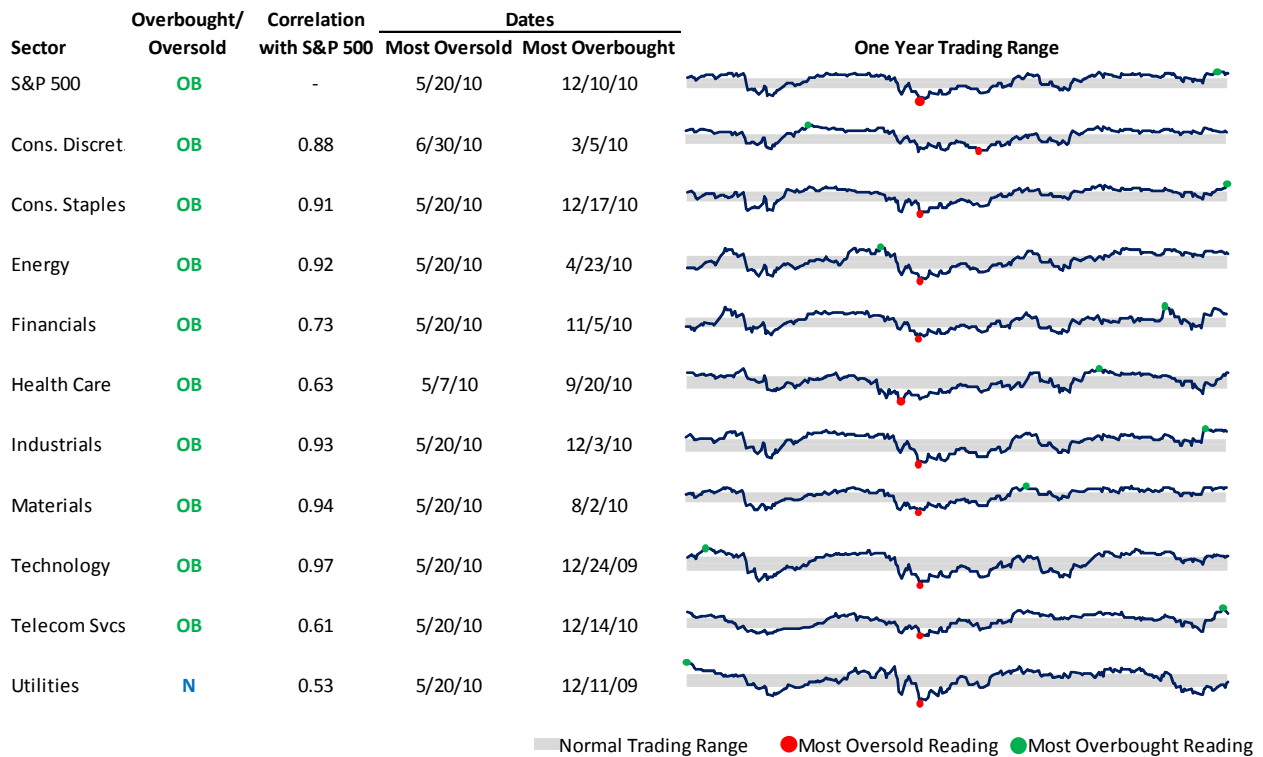 Overbought/ Correlation Dates
Sector Oversold with S&P 500 Most Oversold Most Overbought One Year Trading Range
S&P 500 OB - 5/20/10 12/10/10
Cons. Discret. OB 0.88 6/30/10 3/5/10
Cons. Staples OB 0.91 5/20/10 12/17/10
Energy OB 0.92 5/20/10 4/23/10
Financials OB 0.73 5/20/10 11/5/10
Health Care OB 0.63 5/7/10 9/20/10
Industrials OB 0.93 5/20/10 12/3/10
Materials OB 0.94 5/20/10 8/2/10
Technology OB 0.97 5/20/10 12/24/09
Telecom Svcs OB 0.61 5/20/10 12/14/10
Utilities N 0.53 5/20/10 12/11/09
Normal Trading Range Most Oversold Reading Most Overbought Reading